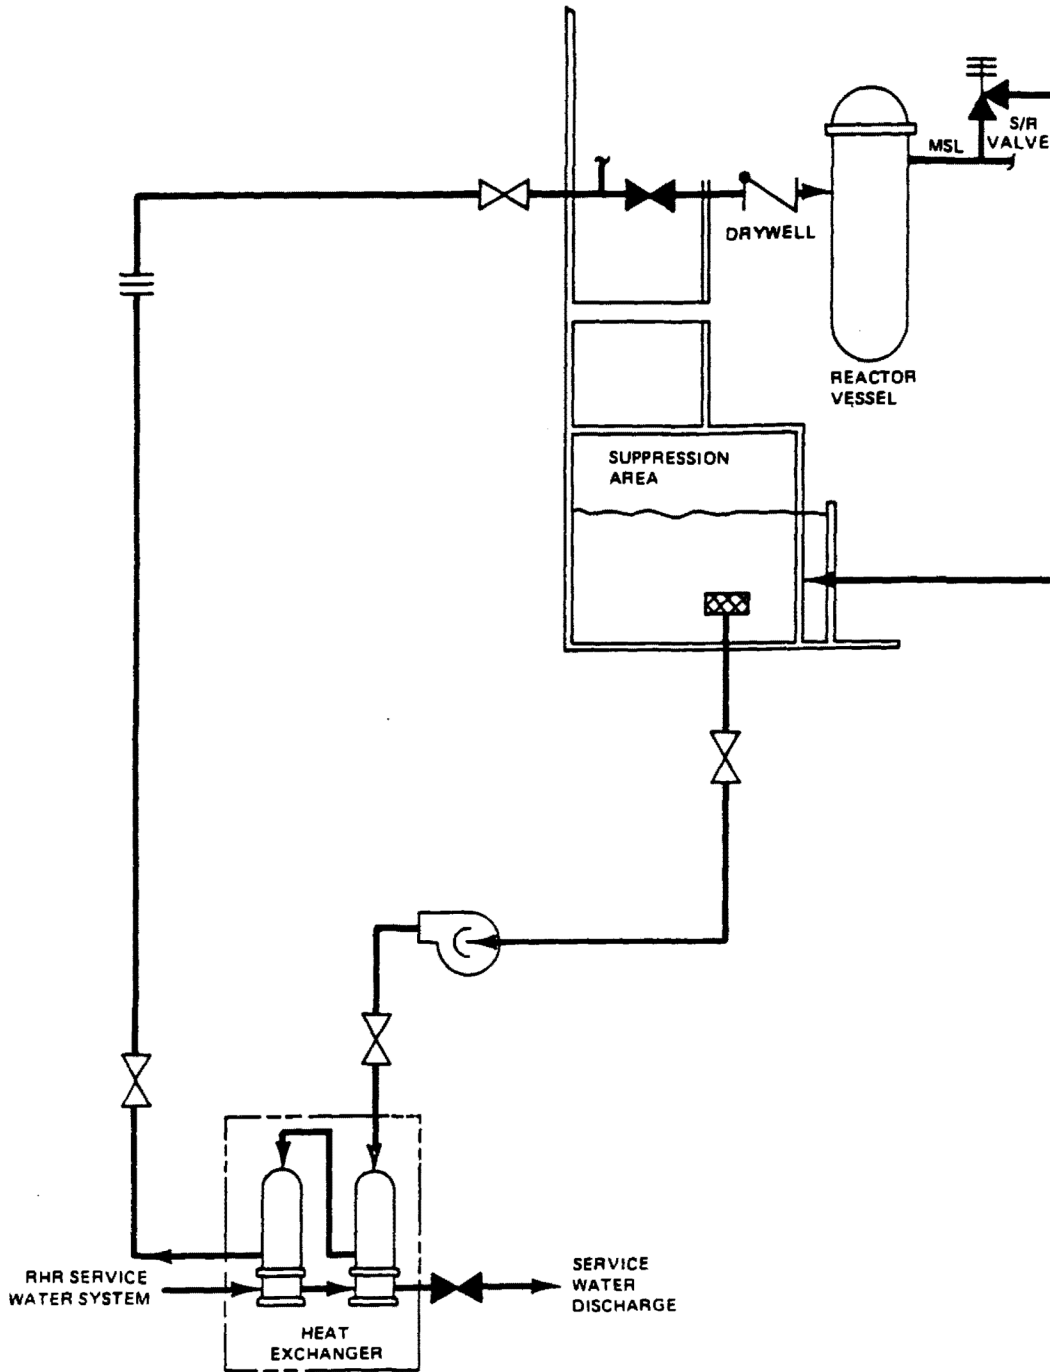 S/R
VALVE
MSL
DRYWELL
REACTOR
VESSEL
SUPPRESSION
AREA
RHR SERVICE
WATER SYSTEM
SERVICE
WATER
DISCHARGE
HEAT
EXCHANGER